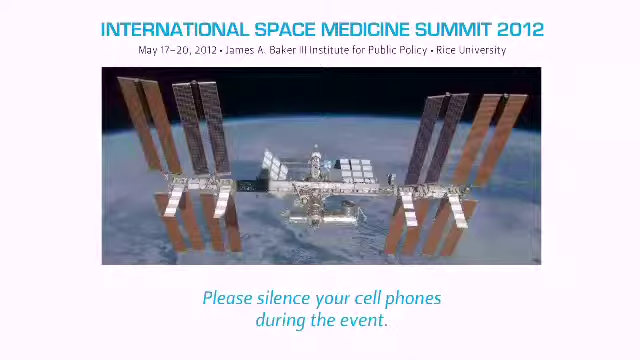 INTERNATIONAL SPACE MEDICINE SUMMIT 2012
May 17–20, 2012 • James A. Baker III Institute for Public Policy • Rice University
Please silence your cell phones
during the event.